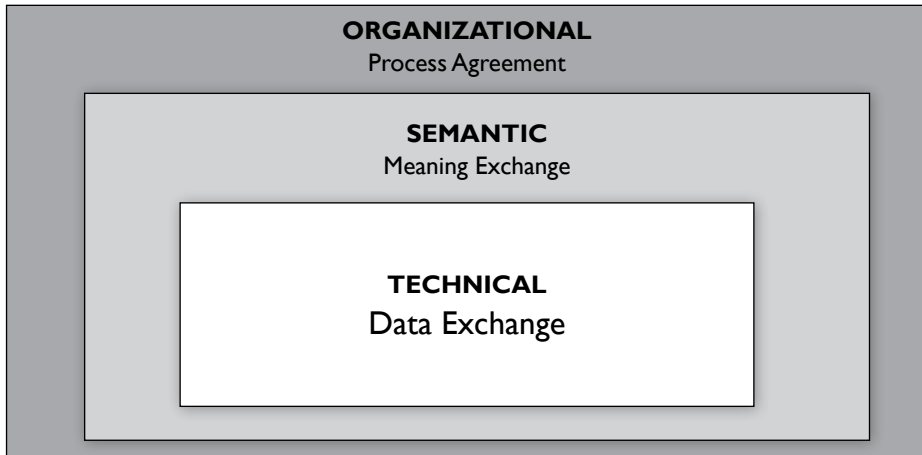 ORGANIZATIONAL
Process Agreement
SEMANTIC
Meaning Exchange
TECHNICAL
Data Exchange